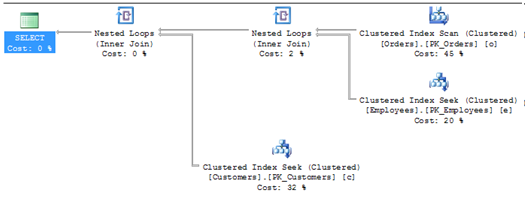 SELECT
Cost: 0 %
Nested Loops
(Inner Join)
Cost: 0 %
Nested Loops
(Inner Join)
Cost: 2 %
Clustered Index Scan (Clustered)
[Orders].[PK_Orders] [o]
Cost: 45 %
Clustered Index Seek (Clustered)
[Employees].[PK_Employees] [e]
Cost: 20 %
Clustered Index Seek (Clustered)
[Customers].[PK_Customers] [c]
Cost: 32 %